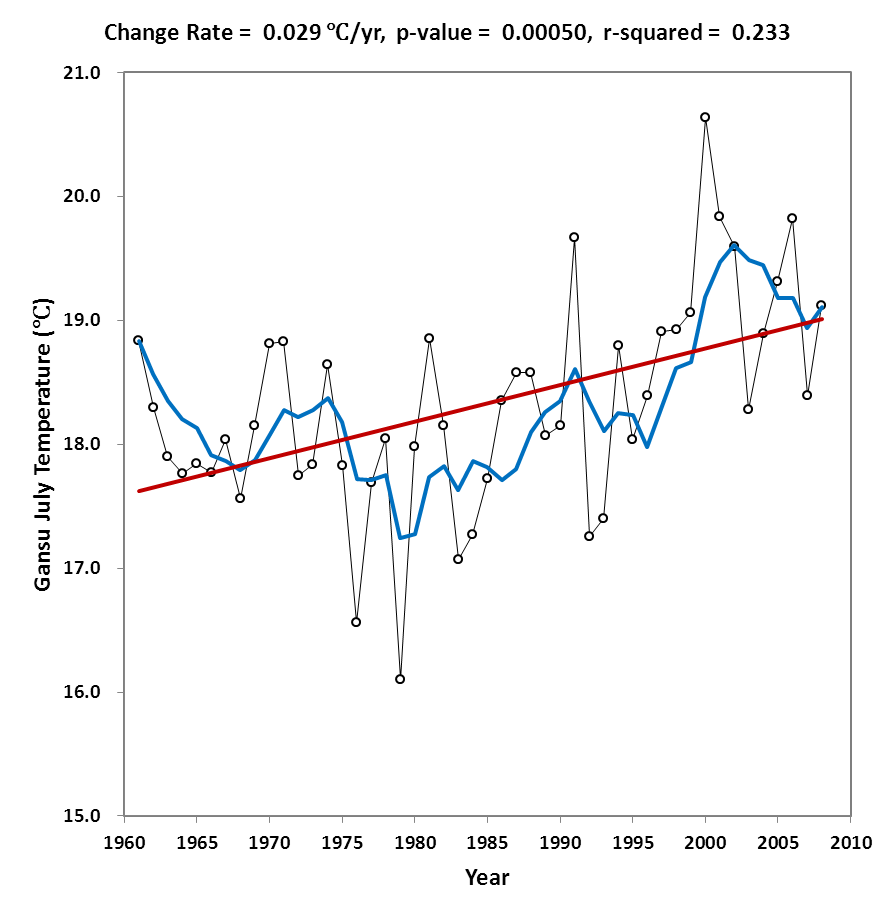 Change Rate = 0.029 ℃/yr, p-value = 0.00050, r-squared = 0.233
21.0
20.0
19.0
18.0
17.0
16.0
15.0
Gansu July Temperature (℃)
1960 1965 1970 1975 1980 1985 1990 1995 2000 2005 2010
Year